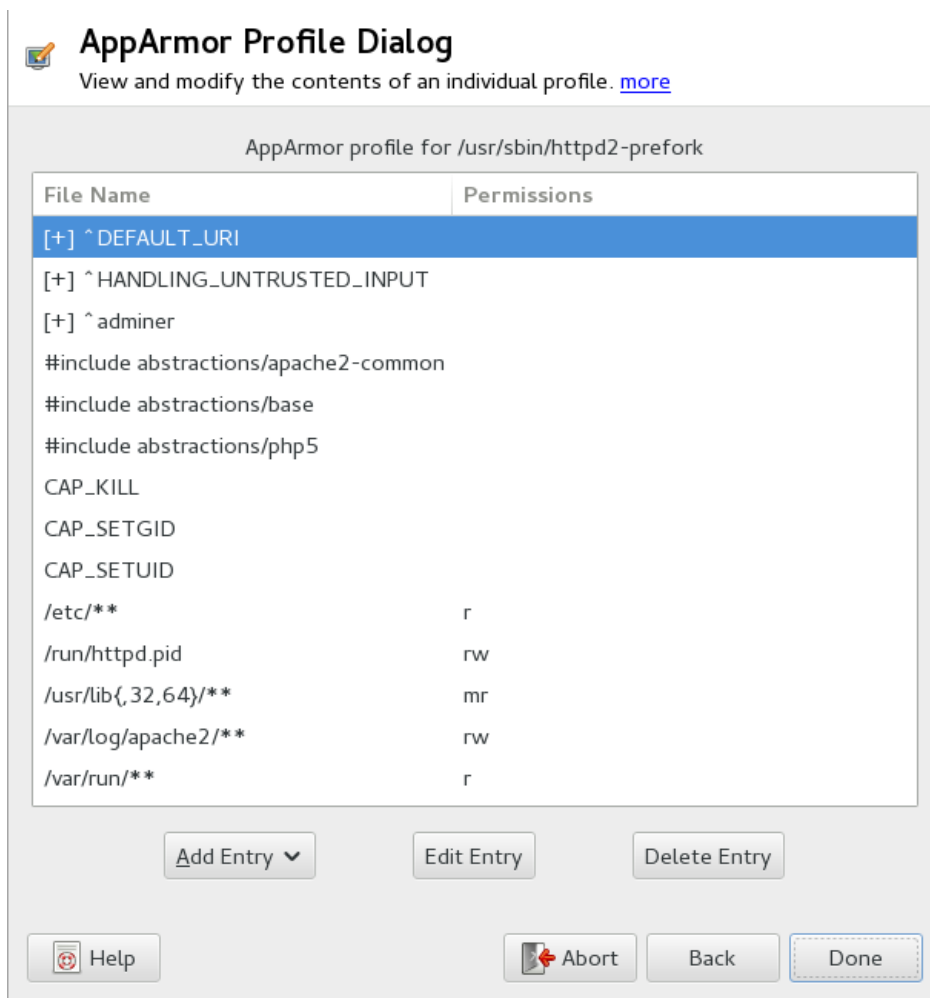 AppArmor Profile Dialog
View and modify the contents of an individual profile. more
AppArmor profile for /usr/sbin/httpd2-prefork
File Name Permissions
[+] ^DEFAULT_URI
[+] ^HANDLING_UNTRUSTED_INPUT
[+] ^adminer
#include abstractions/apache2-common
#include abstractions/base
#include abstractions/php5
CAP_KILL
CAP_SETGID
CAP_SETUID
/etc/** r
/run/httpd.pid rw
/usr/lib{,32,64}/** mr
/var/log/apache2/** rw
/var/run/** r
Add Entry Edit Entry Delete Entry
Help Abort Back Done